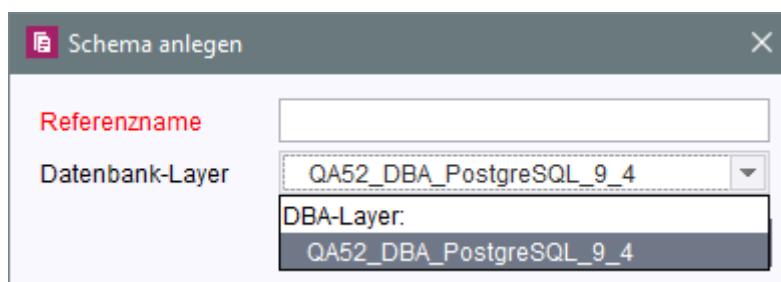 Schema anlegen
Referenzname
Datenbank-Layer QA52_DBA_PostgreSQL_9_4
DBA-Layer:
QA52_DBA_PostgreSQL_9_4